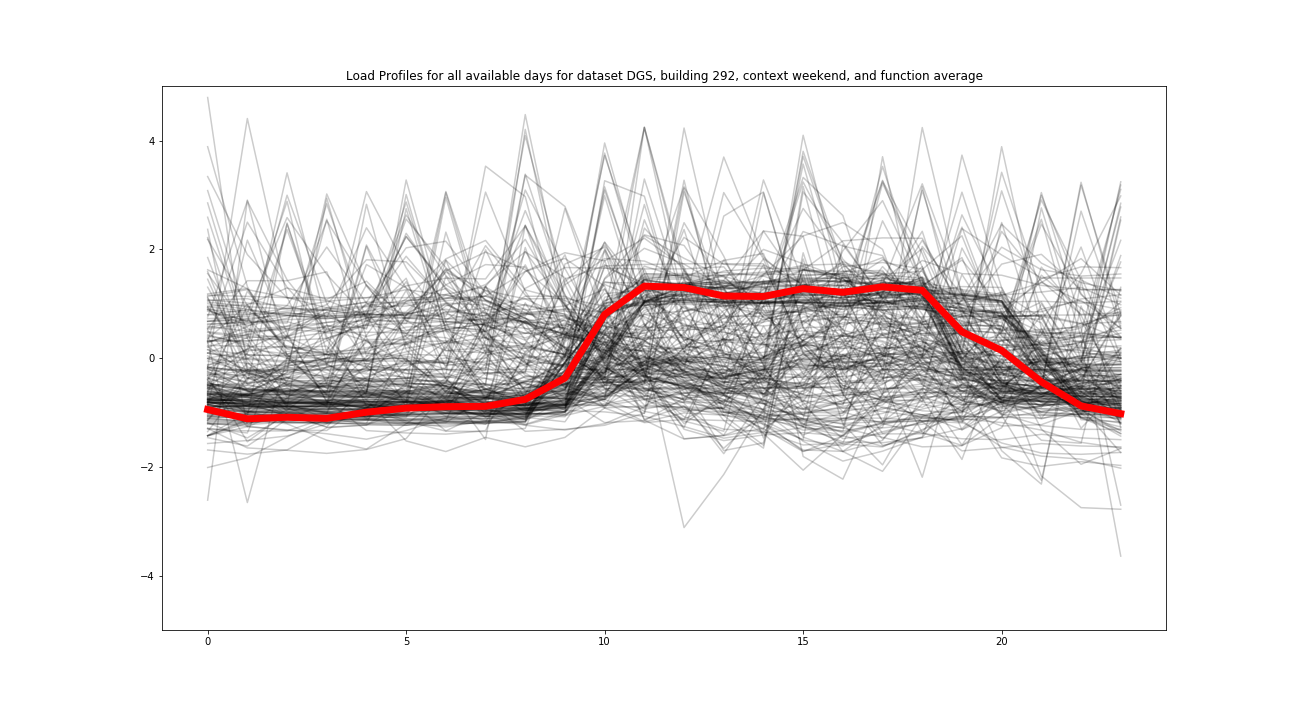 Load Profiles for all available days for dataset DGS, building 292, context weekend, and function average
4
2
0
−2
−4
0 5 10 15 20